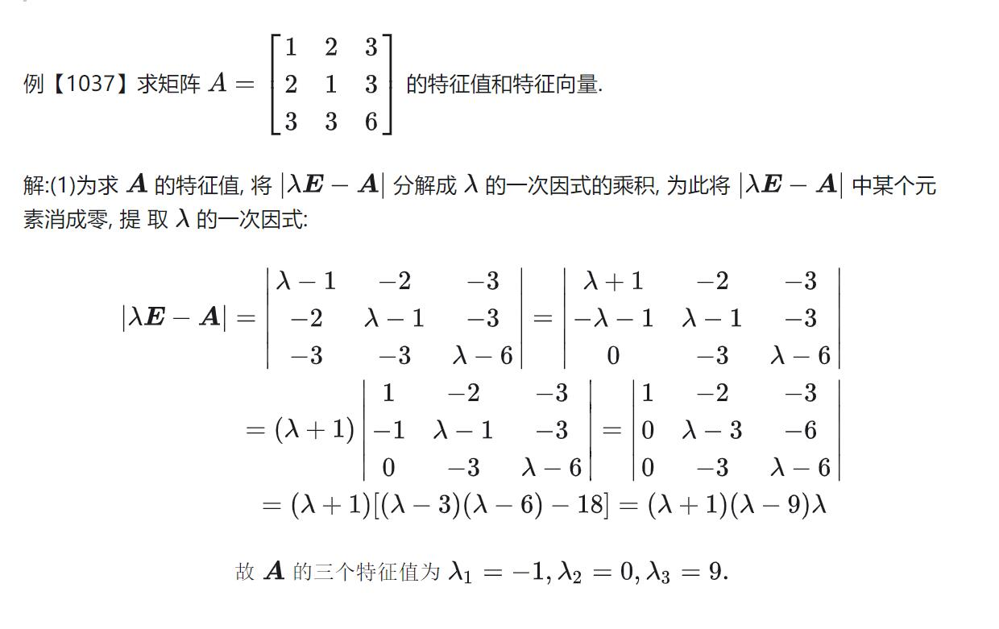 例【1037】求矩阵 $A = \begin{bmatrix} 1 & 2 & 3 \\ 2 & 1 & 3 \\ 3 & 3 & 6 \end{bmatrix}$ 的特征值和特征向量.
解:(1)为求 $\boldsymbol{A}$ 的特征值, 将 $|\lambda \boldsymbol{E} - \boldsymbol{A}|$ 分解成 $\lambda$ 的一次因式的乘积, 为此将 $|\lambda \boldsymbol{E} - \boldsymbol{A}|$ 中某个元
素消成零, 提 取 $\lambda$ 的一次因式:
$|\lambda \boldsymbol{E} - \boldsymbol{A}| = \begin{vmatrix} \lambda - 1 & -2 & -3 \\ -2 & \lambda - 1 & -3 \\ -3 & -3 & \lambda - 6 \end{vmatrix} = \begin{vmatrix} \lambda + 1 & -2 & -3 \\ -\lambda - 1 & \lambda - 1 & -3 \\ 0 & -3 & \lambda - 6 \end{vmatrix}$
$= (\lambda + 1) \begin{vmatrix} 1 & -2 & -3 \\ -1 & \lambda - 1 & -3 \\ 0 & -3 & \lambda - 6 \end{vmatrix} = \begin{vmatrix} 1 & -2 & -3 \\ 0 & \lambda - 3 & -6 \\ 0 & -3 & \lambda - 6 \end{vmatrix}$
$= (\lambda + 1)[(\lambda - 3)(\lambda - 6) - 18] = (\lambda + 1)(\lambda - 9)\lambda$
故 $\boldsymbol{A}$ 的三个特征值为 $\lambda_1 = -1, \lambda_2 = 0, \lambda_3 = 9.$